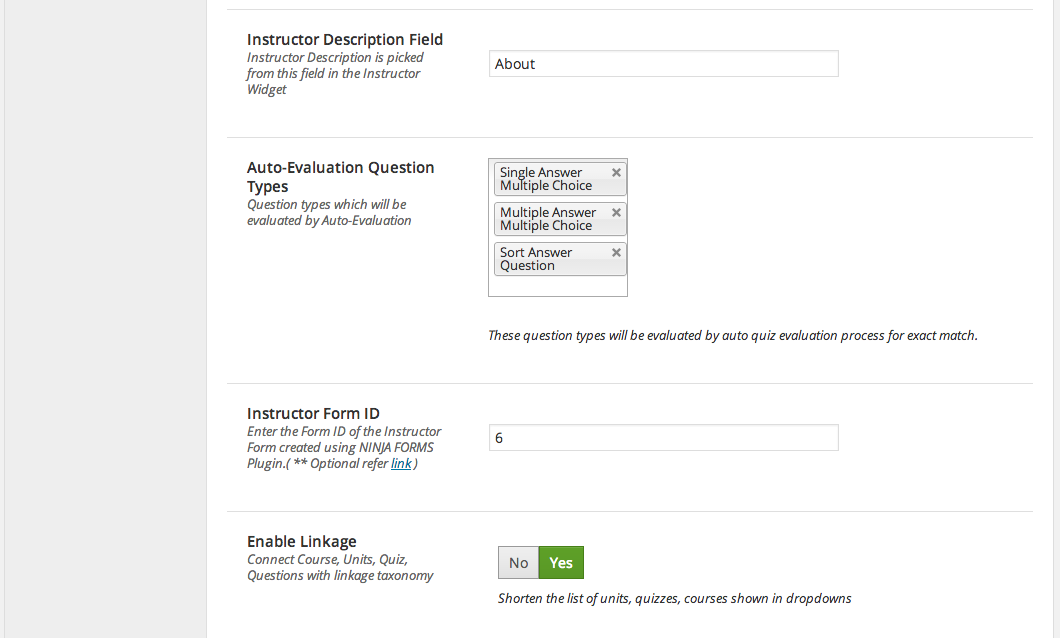 Instructor Description Field
Instructor Description is picked
from this field in the Instructor
Widget
About
Auto-Evaluation Question
Types
Question types which will be
evaluated by Auto-Evaluation
Single Answer
Multiple Choice
Multiple Answer
Multiple Choice
Sort Answer
Question
These question types will be evaluated by auto quiz evaluation process for exact match.
Instructor Form ID
Enter the Form ID of the Instructor
Form created using NINJA FORMS
Plugin.( ** Optional refer link )
6
Enable Linkage
Connect Course, Units, Quiz,
Questions with linkage taxonomy
No Yes
Shorten the list of units, quizzes, courses shown in dropdowns